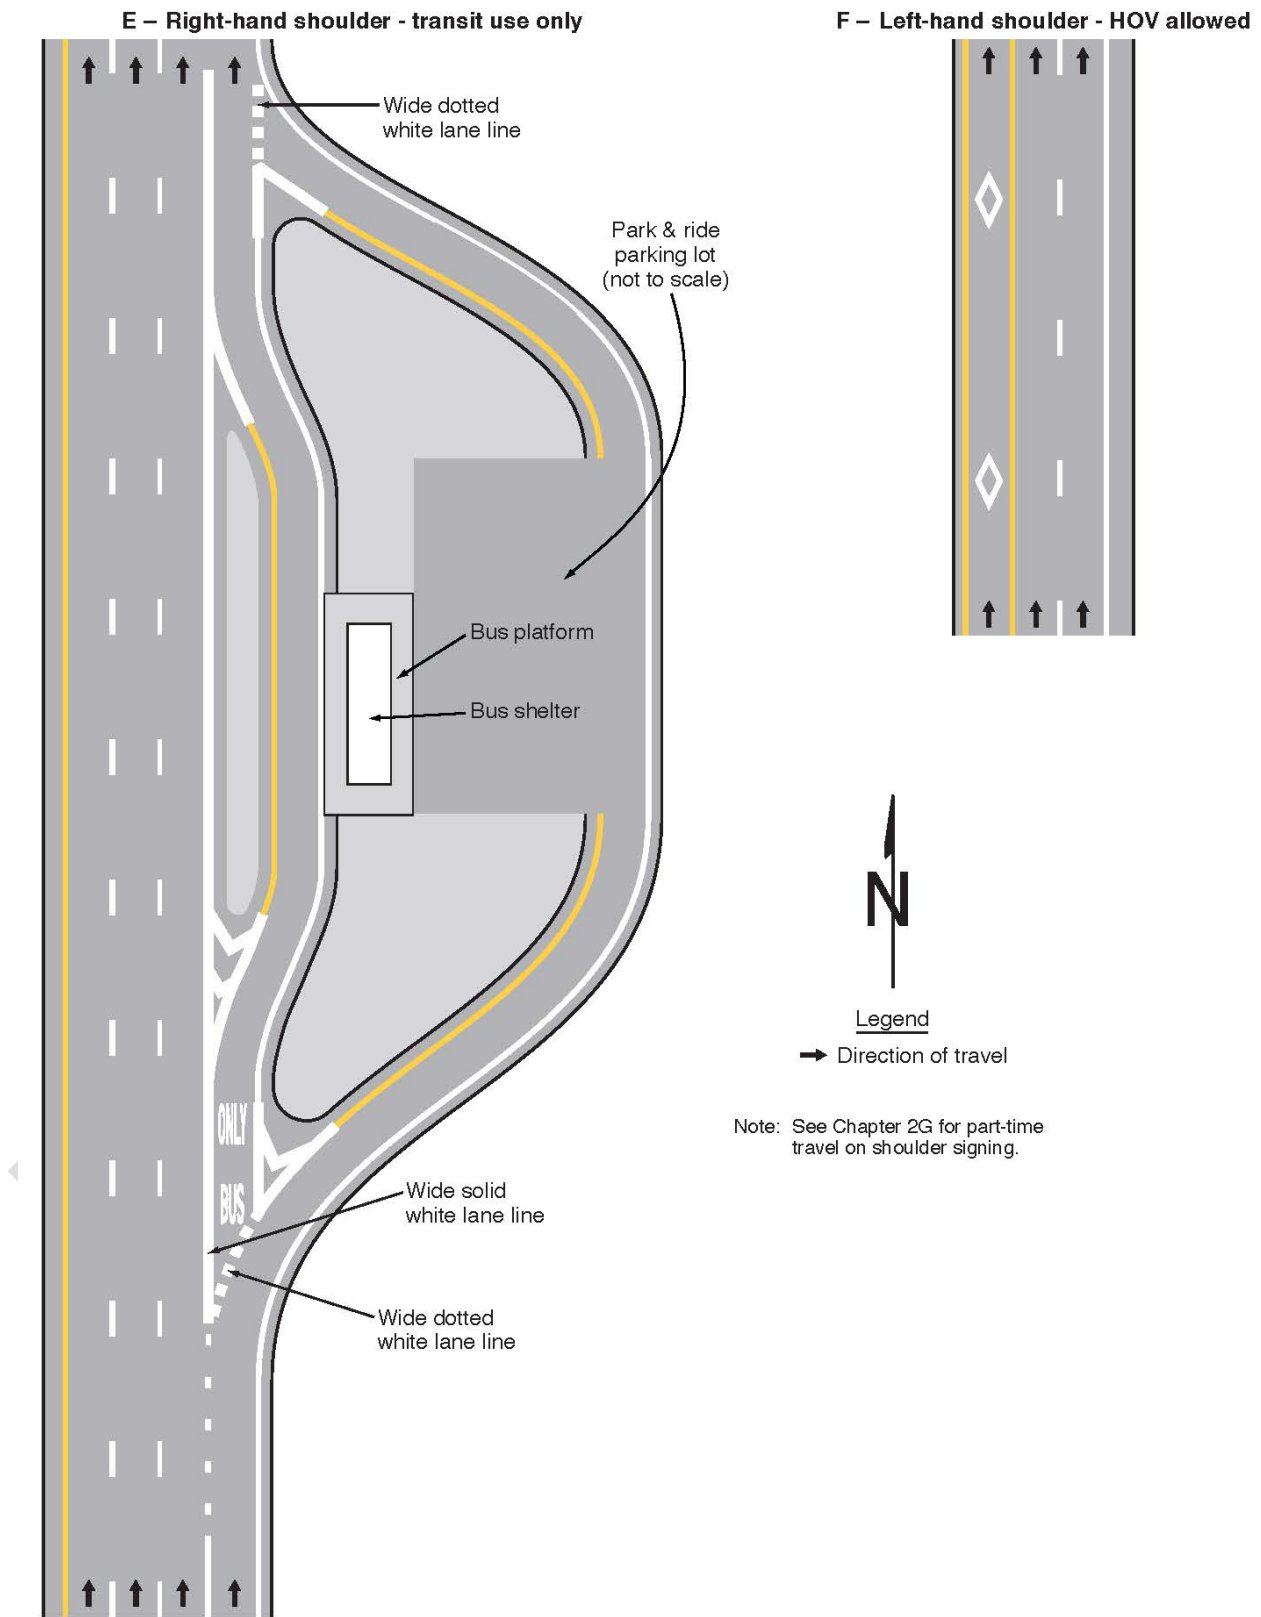 E – Right-hand shoulder - transit use only
F – Left-hand shoulder - HOV allowed
Wide dotted
white lane line
Park & ride
parking lot
(not to scale)
Bus platform
Bus shelter
N
Legend
Direction of travel
Note: See Chapter 2G for part-time
travel on shoulder signing.
ONLY
BUS
Wide solid
white lane line
Wide dotted
white lane line